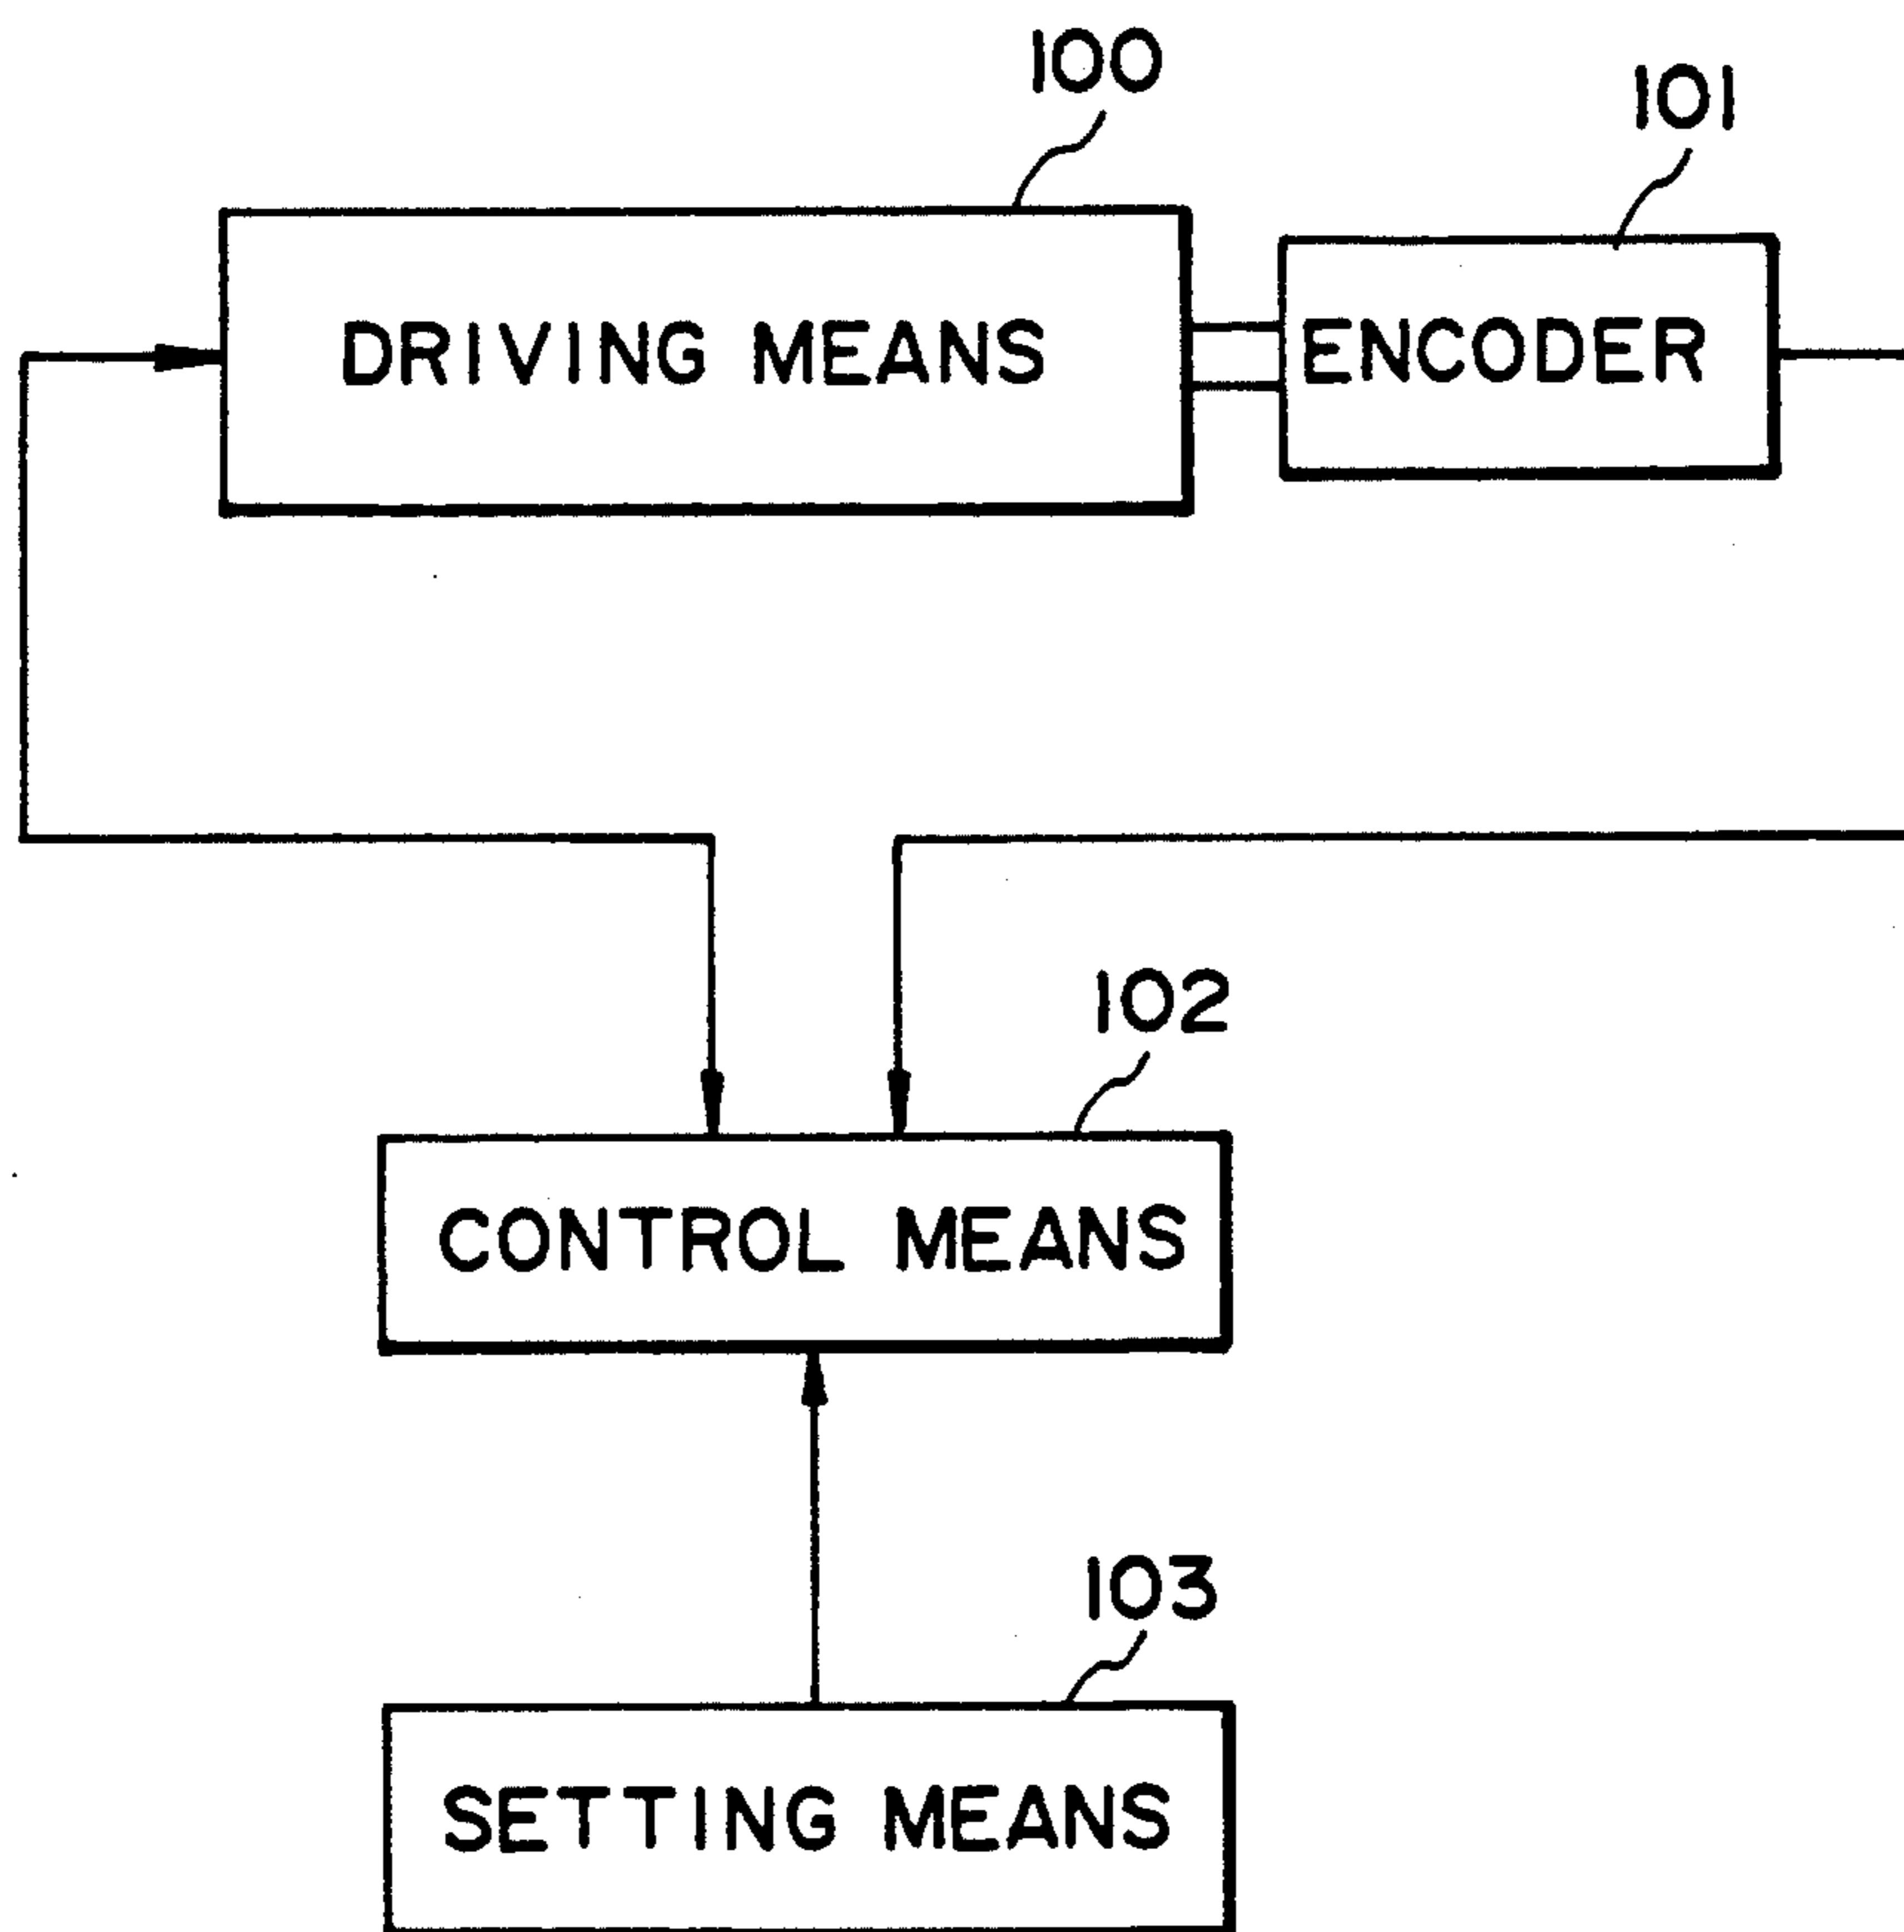 100
101
DRIVING MEANS
ENCODER
102
CONTROL MEANS
103
SETTING MEANS